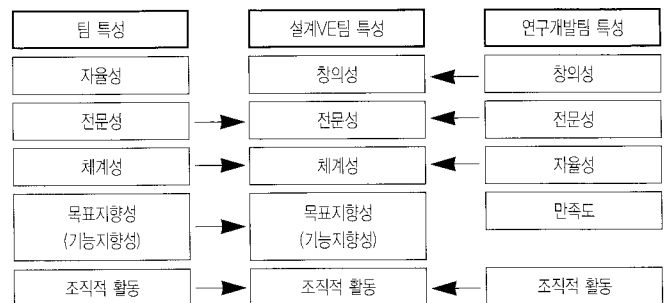 팀 특성
설계VE팀 특성
연구개발팀 특성
자율성
창의성
창의성
전문성
전문성
전문성
체계성
체계성
자율성
목표지향성
(기능지향성)
목표지향성
(기능지향성)
만족도
조직적 활동
조직적 활동
조직적 활동